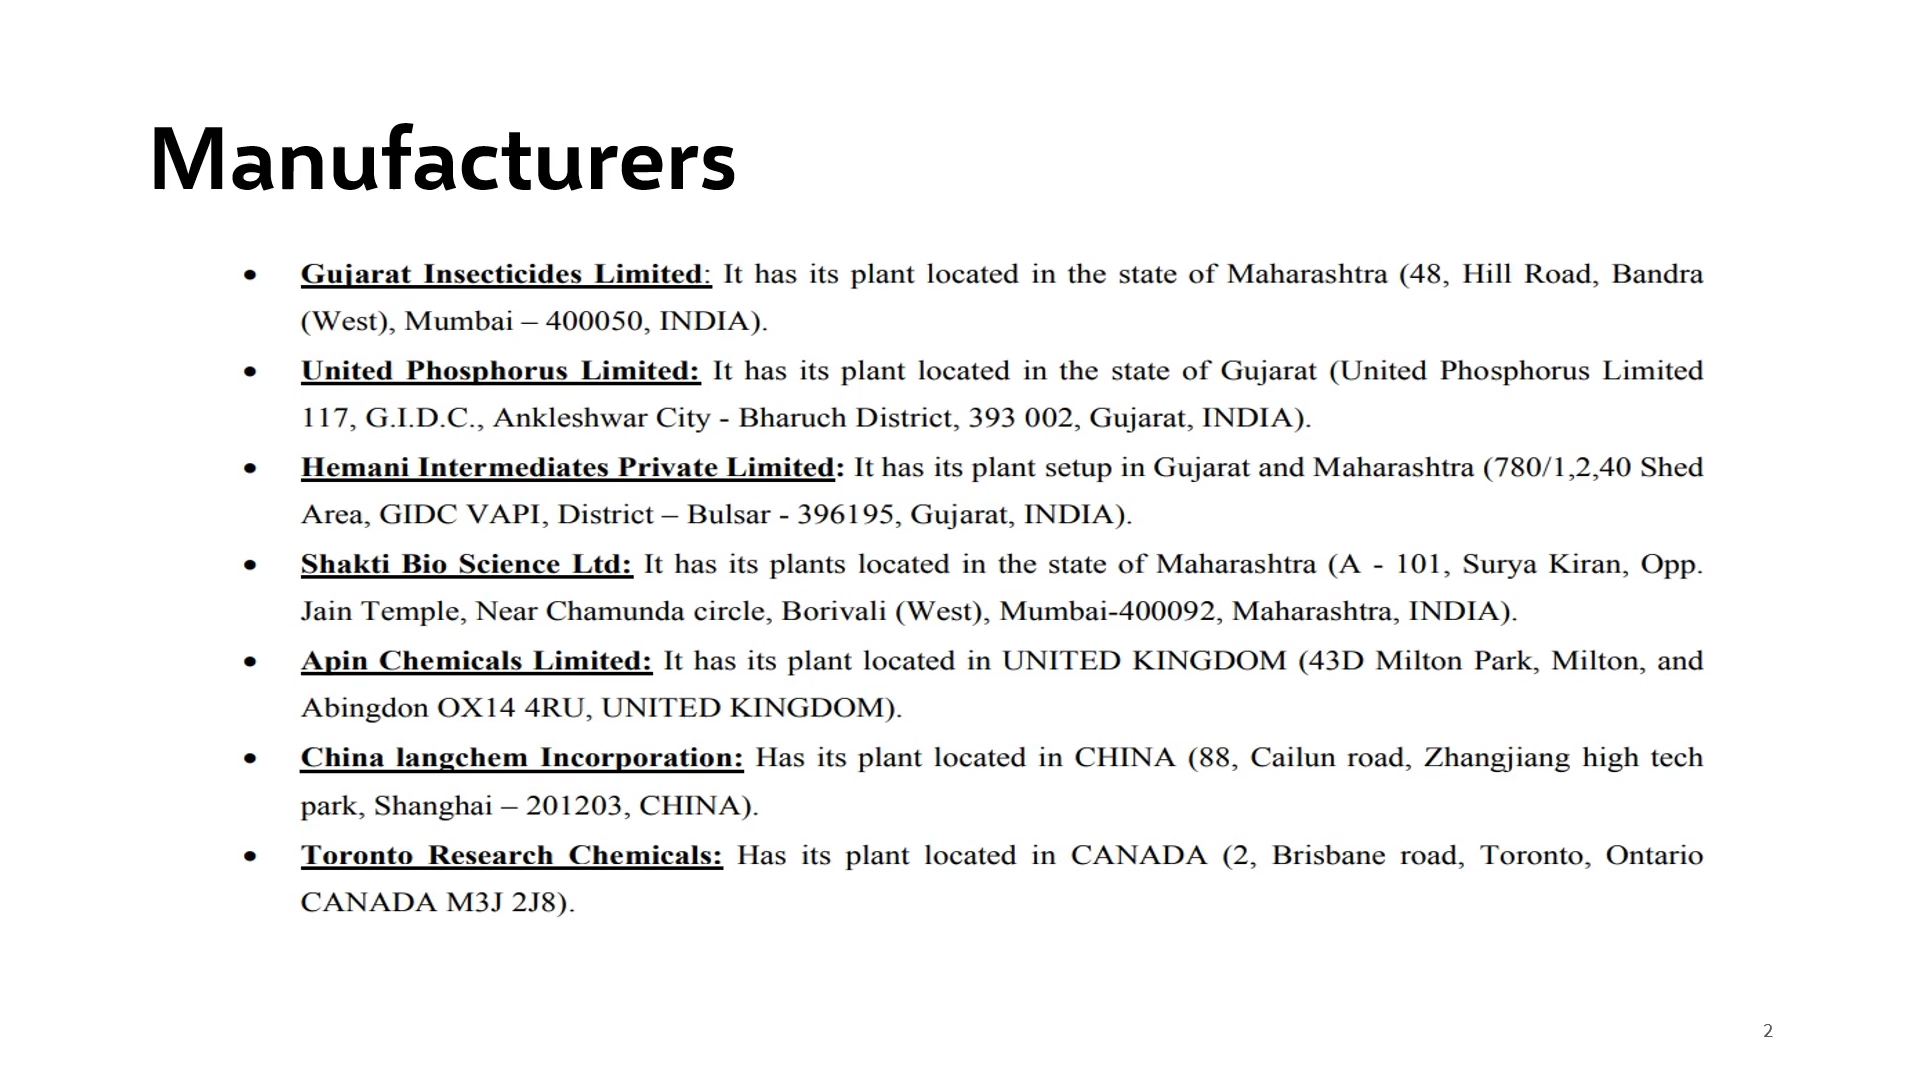 Manufacturers
• Gujarat Insecticides Limited: It has its plant located in the state of Maharashtra (48, Hill Road, Bandra
(West), Mumbai – 400050, INDIA).
• United Phosphorus Limited: It has its plant located in the state of Gujarat (United Phosphorus Limited
117, G.I.D.C., Ankleshwar City - Bharuch District, 393 002, Gujarat, INDIA).
• Hemani Intermediates Private Limited: It has its plant setup in Gujarat and Maharashtra (780/1,2,40 Shed
Area, GIDC VAPI, District – Bulsar - 396195, Gujarat, INDIA).
• Shakti Bio Science Ltd: It has its plants located in the state of Maharashtra (A - 101, Surya Kiran, Opp.
Jain Temple, Near Chamunda circle, Borivali (West), Mumbai-400092, Maharashtra, INDIA).
• Apin Chemicals Limited: It has its plant located in UNITED KINGDOM (43D Milton Park, Milton, and
Abingdon OX14 4RU, UNITED KINGDOM).
• China langchem Incorporation: Has its plant located in CHINA (88, Cailun road, Zhangjiang high tech
park, Shanghai – 201203, CHINA).
• Toronto Research Chemicals: Has its plant located in CANADA (2, Brisbane road, Toronto, Ontario
CANADA M3J 2J8).
2